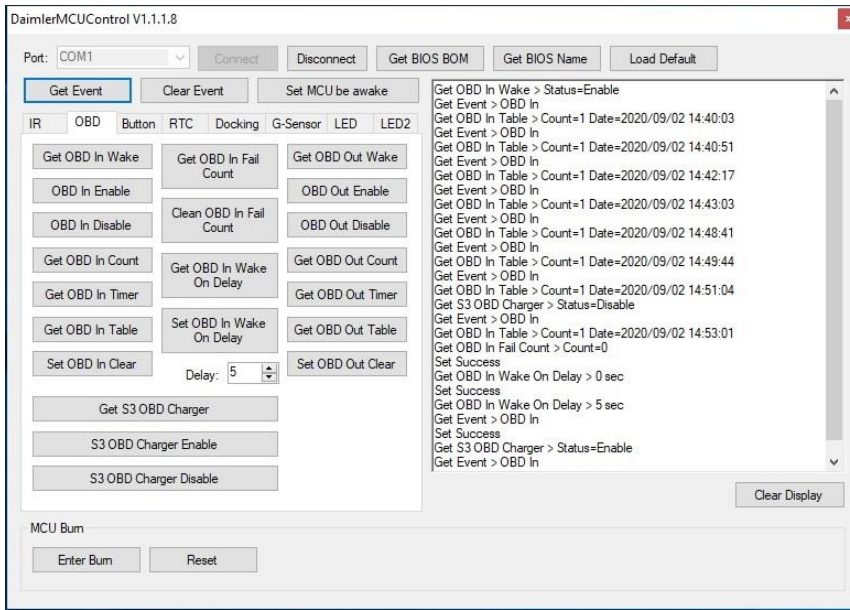 DaimlerMCUControl V1.1.1.8
x
Port: COM1 Connect Disconnect Get BIOS BOM Get BIOS Name Load Default
Get Event Clear Event Set MCU be awake
IR OBD Button RTC Docking G-Sensor LED LED2
Get OBD In Wake
OBD In Enable
OBD In Disable
Get OBD In Count
Get OBD In Timer
Get OBD In Table
Set OBD In Clear
Get OBD In Fail
Count
Clean OBD In Fail
Count
Get OBD In Wake
On Delay
Set OBD In Wake
On Delay
Delay: 5
Get OBD Out Wake
OBD Out Enable
OBD Out Disable
Get OBD Out Count
Get OBD Out Timer
Get OBD Out Table
Set OBD Out Clear
Get S3 OBD Charger
S3 OBD Charger Enable
S3 OBD Charger Disable
Get OBD In Wake > Status=Enable
Get Event > OBD In
Get OBD In Table > Count=1 Date=2020/09/02 14:40:03
Get Event > OBD In
Get OBD In Table > Count=1 Date=2020/09/02 14:40:51
Get Event > OBD In
Get OBD In Table > Count=1 Date=2020/09/02 14:42:17
Get Event > OBD In
Get OBD In Table > Count=1 Date=2020/09/02 14:43:03
Get Event > OBD In
Get OBD In Table > Count=1 Date=2020/09/02 14:48:41
Get Event > OBD In
Get OBD In Table > Count=1 Date=2020/09/02 14:49:44
Get Event > OBD In
Get OBD In Table > Count=1 Date=2020/09/02 14:51:04
Get S3 OBD Charger > Status=Disable
Get Event > OBD In
Get OBD In Table > Count=1 Date=2020/09/02 14:53:01
Get OBD In Fail Count > Count=0
Set Success
Get OBD In Wake On Delay > 0 sec
Set Success
Get OBD In Wake On Delay > 5 sec
Get Event > OBD In
Set Success
Get S3 OBD Charger > Status=Enable
Get Event > OBD In
Clear Display
MCU Burn
Enter Burn Reset